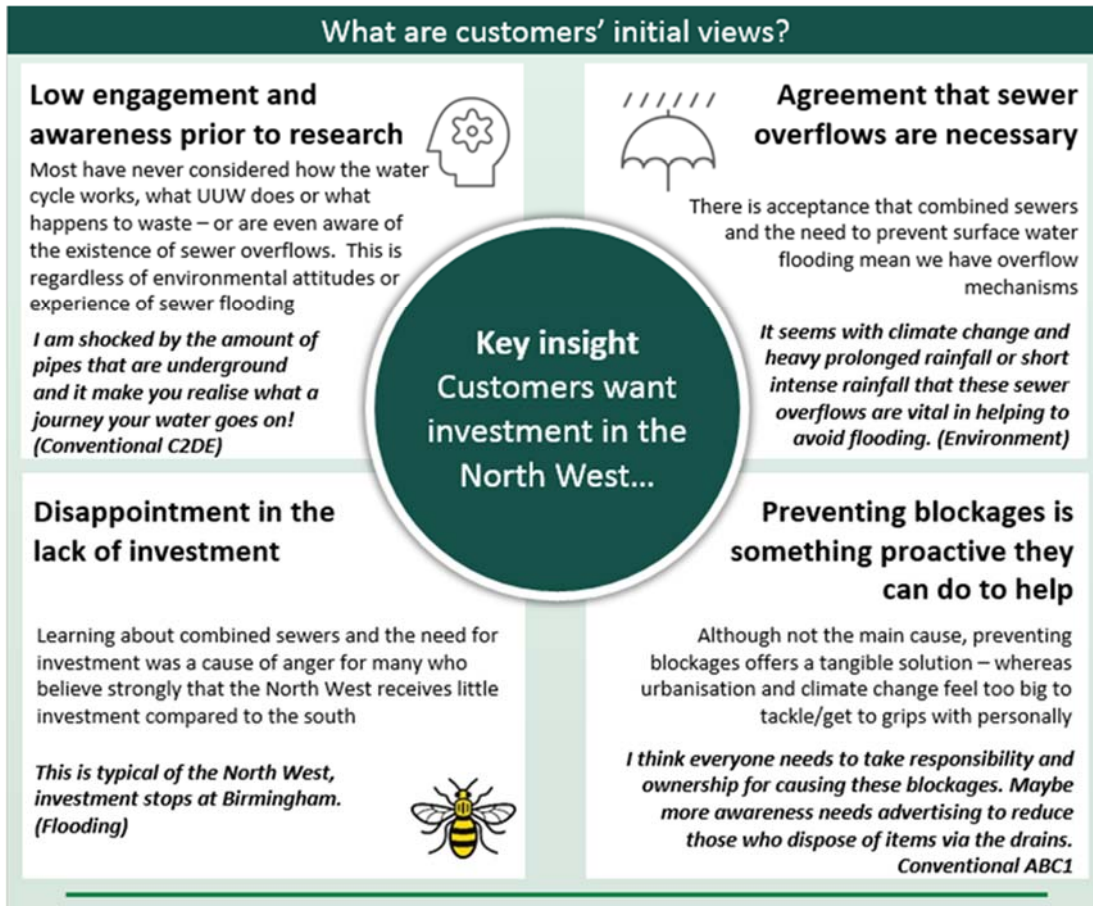 What are customers' initial views?
Low engagement and
awareness prior to research
Most have never considered how the water
cycle works, what UUW does or what
happens to waste – or are even aware of
the existence of sewer overflows.  This is
regardless of environmental attitudes or
experience of sewer flooding
I am shocked by the amount of
pipes that are underground
and it make you realise what a
journey your water goes on!
(Conventional C2DE)
Agreement that sewer
overflows are necessary
There is acceptance that combined sewers
and the need to prevent surface water
flooding mean we have overflow
mechanisms
It seems with climate change and
heavy prolonged rainfall or short
intense rainfall that these sewer
overflows are vital in helping to
avoid flooding. (Environment)
Key insight
Customers want
investment in the
North West...
Disappointment in the
lack of investment
Learning about combined sewers and the need for
investment was a cause of anger for many who
believe strongly that the North West receives little
investment compared to the south
This is typical of the North West,
investment stops at Birmingham.
(Flooding)
Preventing blockages is
something proactive they
can do to help
Although not the main cause, preventing
blockages offers a tangible solution – whereas
urbanisation and climate change feel too big to
tackle/get to grips with personally
I think everyone needs to take responsibility and
ownership for causing these blockages. Maybe
more awareness needs advertising to reduce
those who dispose of items via the drains.
Conventional ABC1